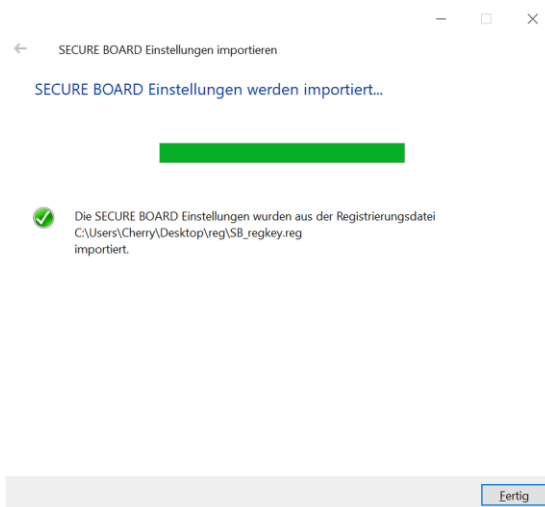 SECURE BOARD Einstellungen importieren
SECURE BOARD Einstellungen werden importiert...
Die SECURE BOARD Einstellungen wurden aus der Registrierungsdatei
C:\Users\Cherry\Desktop\reg\SB_regkey.reg
importiert.
Fertig